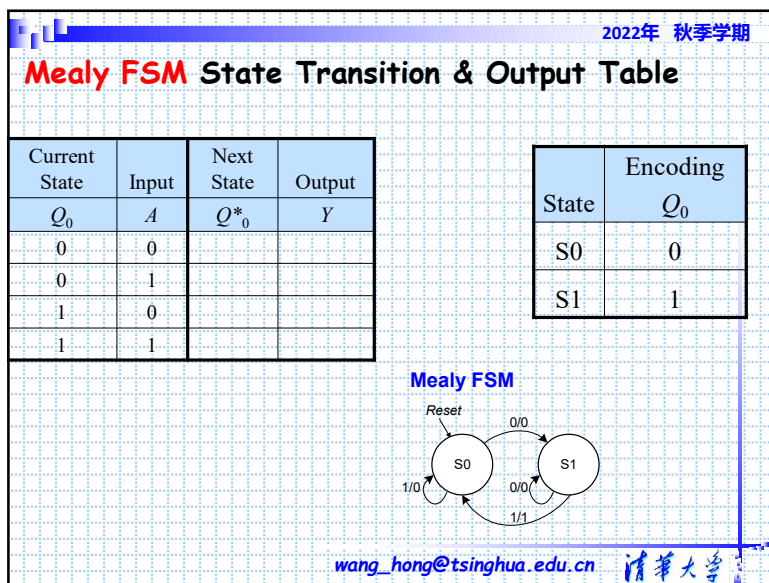 2022年 秋季学期
Mealy FSM State Transition & Output Table
Current State Input Next State Output
Q0 A Q*0 Y
0 0
0 1
1 0
1 1
State Encoding Q0
S0 0
S1 1
Mealy FSM
Reset
0/0
S0 S1
1/0 0/0
1/1
wang_hong@tsinghua.edu.cn 清华大学